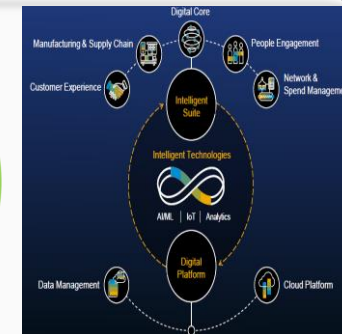 Digital Core
Manufacturing & Supply Chain
People Engagement
Customer Experience
Network &
Spend Manageme
Intelligent
Suite
Intelligent Technologies
AI/ML | IoT | Analytics
Digital
Platform
Data Management
Cloud Platform